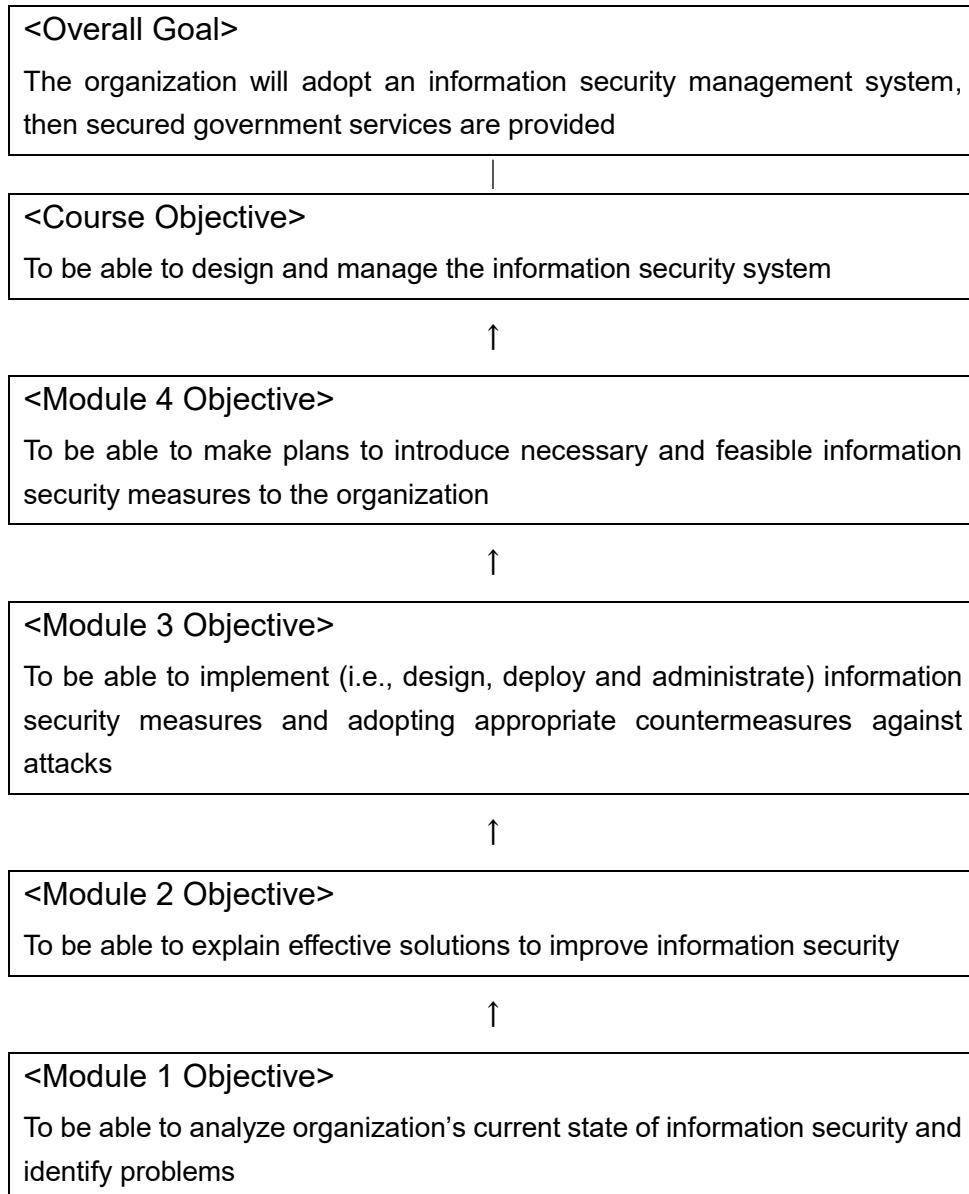 <Overall Goal>
The organization will adopt an information security management system,
then secured government services are provided
<Course Objective>
To be able to design and manage the information security system
↑
<Module 4 Objective>
To be able to make plans to introduce necessary and feasible information
security measures to the organization
↑
<Module 3 Objective>
To be able to implement (i.e., design, deploy and administrate) information
security measures and adopting appropriate countermeasures against
attacks
↑
<Module 2 Objective>
To be able to explain effective solutions to improve information security
↑
<Module 1 Objective>
To be able to analyze organization’s current state of information security and
identify problems